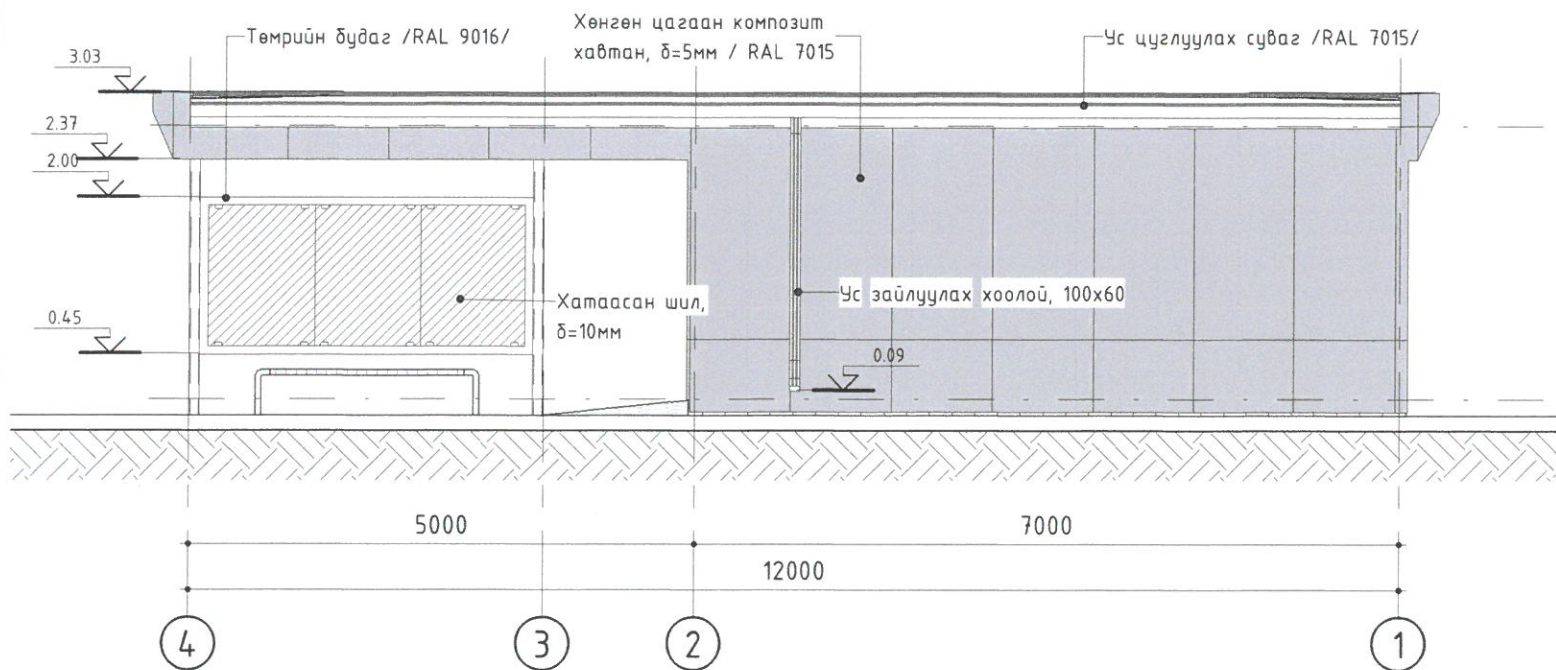 Төмрийн будаг /RAL 9016/
Хөнгөн цагаан композит
хавтан, δ=5мм / RAL 7015
Ус цуглуулах суваг /RAL 7015/
3.03
2.37
2.00
0.45
Хатаасан шил,
δ=10мм
Ус зайлуулах хоолой, 100x60
0.09
5000
7000
12000
4
3
2
1